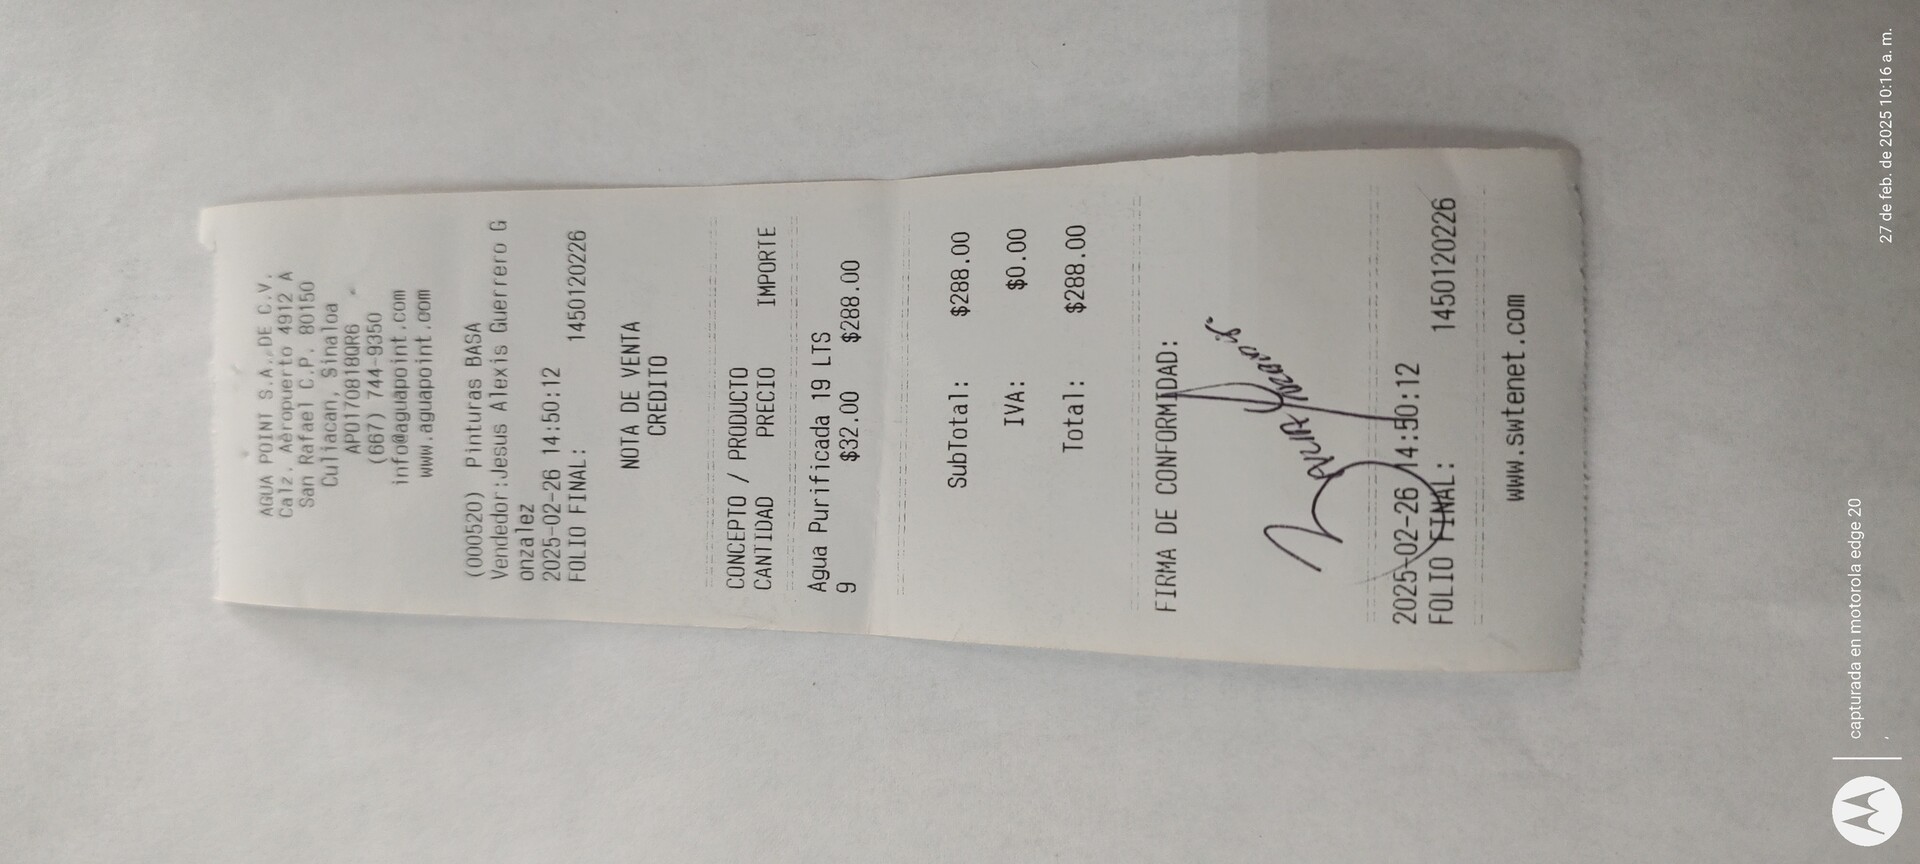 AGUA POINT S.A. DE C.V.
Calz. Aeropuerto 4912 A
San Rafael C.P. 80150
Culiacan, Sinaloa
APO170818QR6
(667) 744-9350
info@aguapoint.com
www.aguapoint.com
(000520) Pinturas BASA
Vendedor:Jesus Alexis Guerrero G
onzalez
2025-02-26 14:50:12
FOLIO FINAL: 1450120226
NOTA DE VENTA
CREDITO
CONCEPTO / PRODUCTO
CANTIDAD PRECIO IMPORTE
Agua Purificada 19 LTS
9 $32.00 $288.00
SubTotal: $288.00
IVA: $0.00
Total: $288.00
FIRMA DE CONFORMIDAD:
2025-02-26 14:50:12
FOLIO FINAL: 1450120226
www.swtenet.com
capturada en motorola edge 20
27 de feb. de 2025 10:16 a. m.